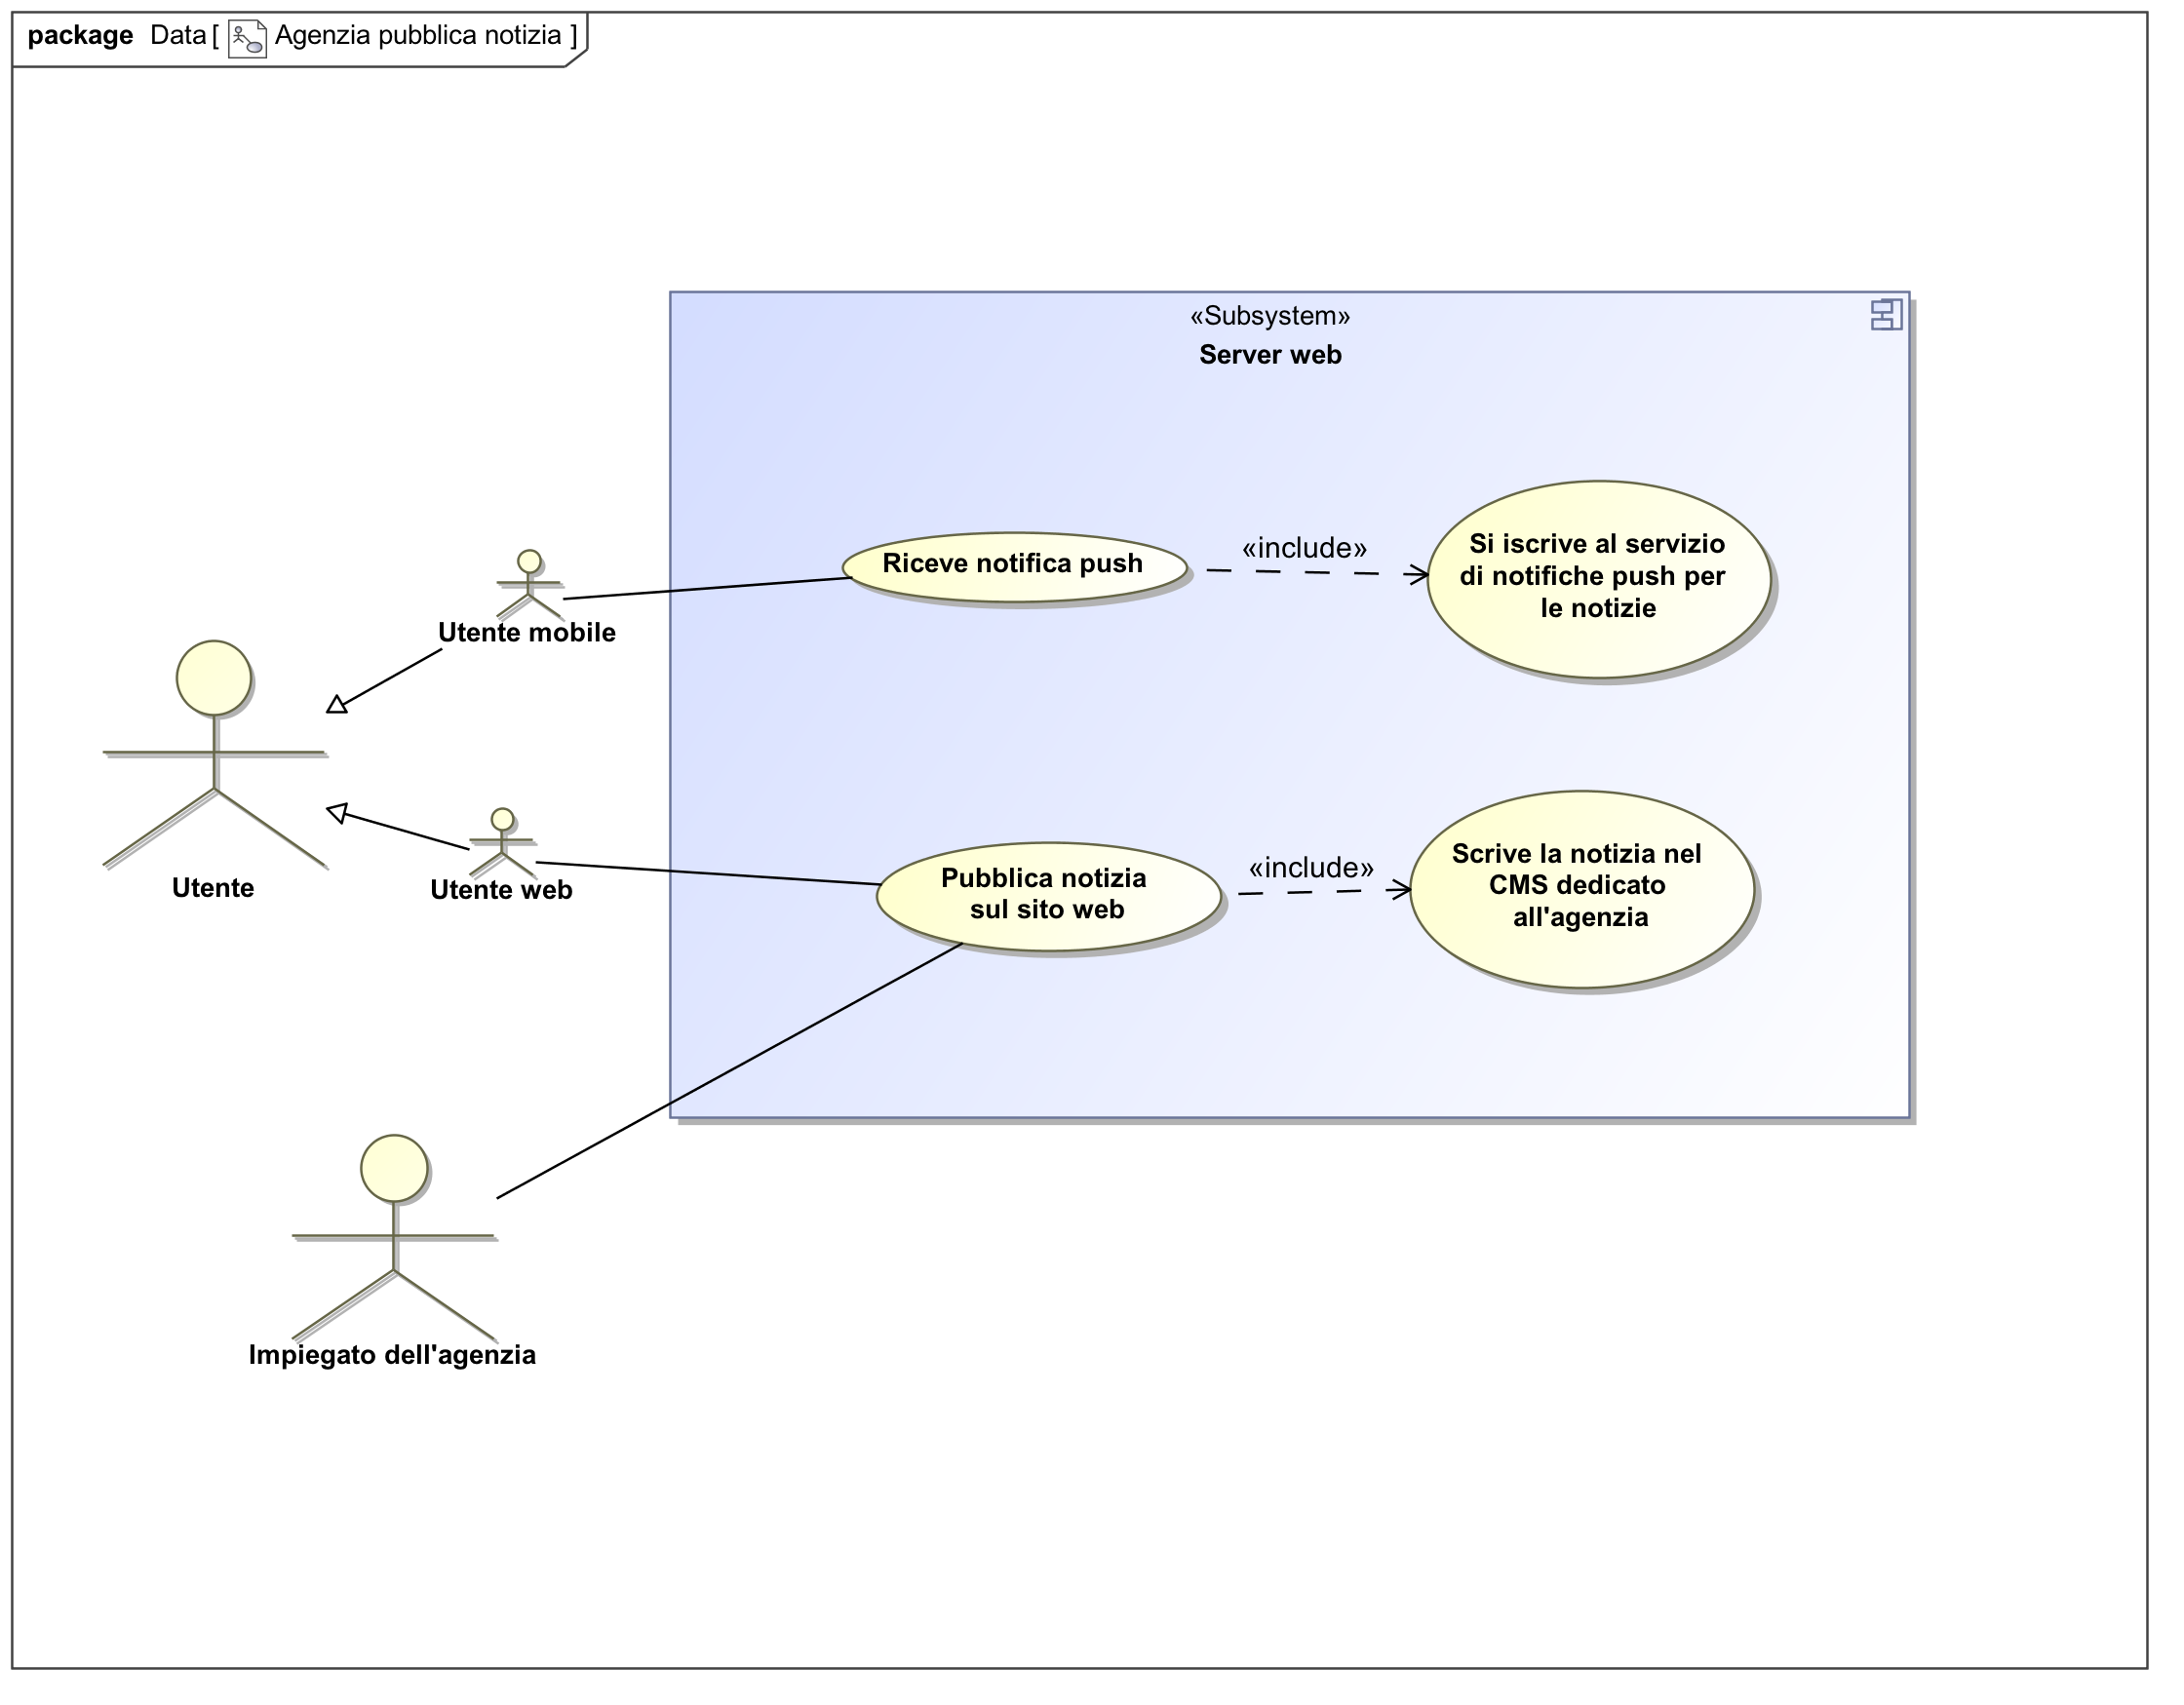 package Data [ Agenzia pubblica notizia ]
«Subsystem»
Server web
Riceve notifica push
«include»
Si iscrive al servizio
di notifiche push per
le notizie
Utente mobile
Utente
Utente web
Pubblica notizia
sul sito web
«include»
Scrive la notizia nel
CMS dedicato
all'agenzia
Impiegato dell'agenzia